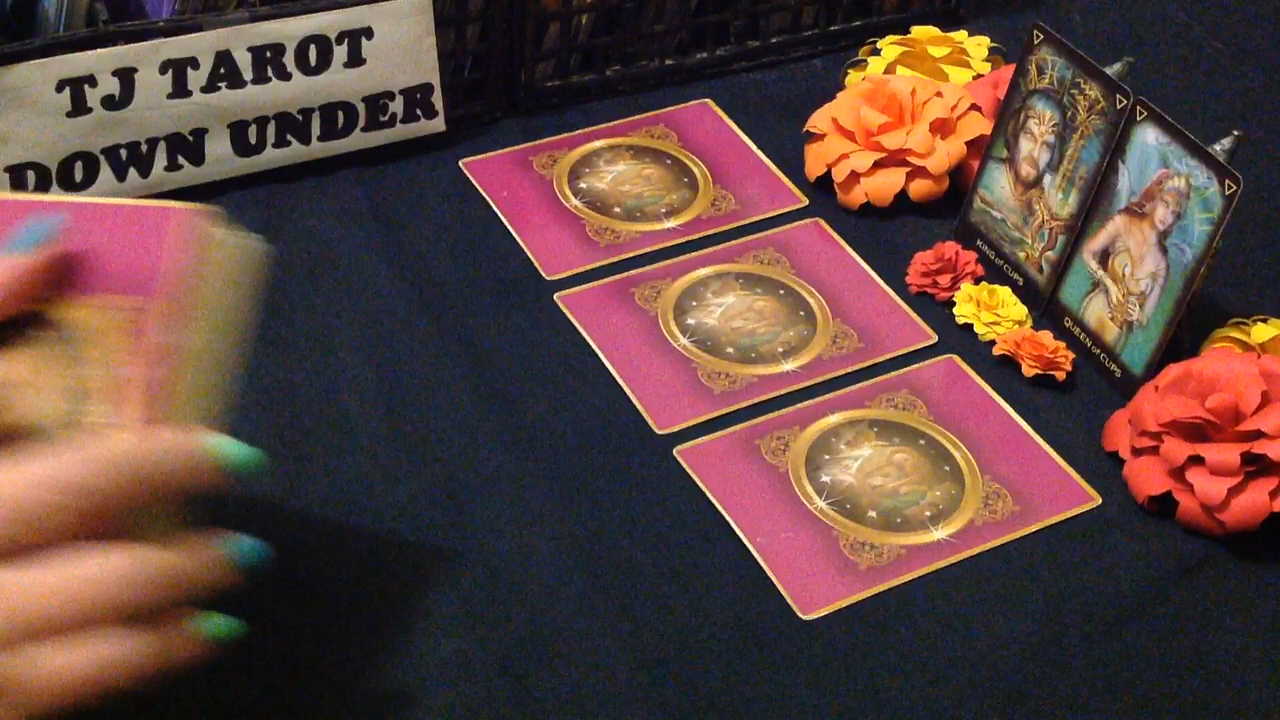 TJ TAROT
DOWN UNDER
KING of CUPS
QUEEN of CUPS